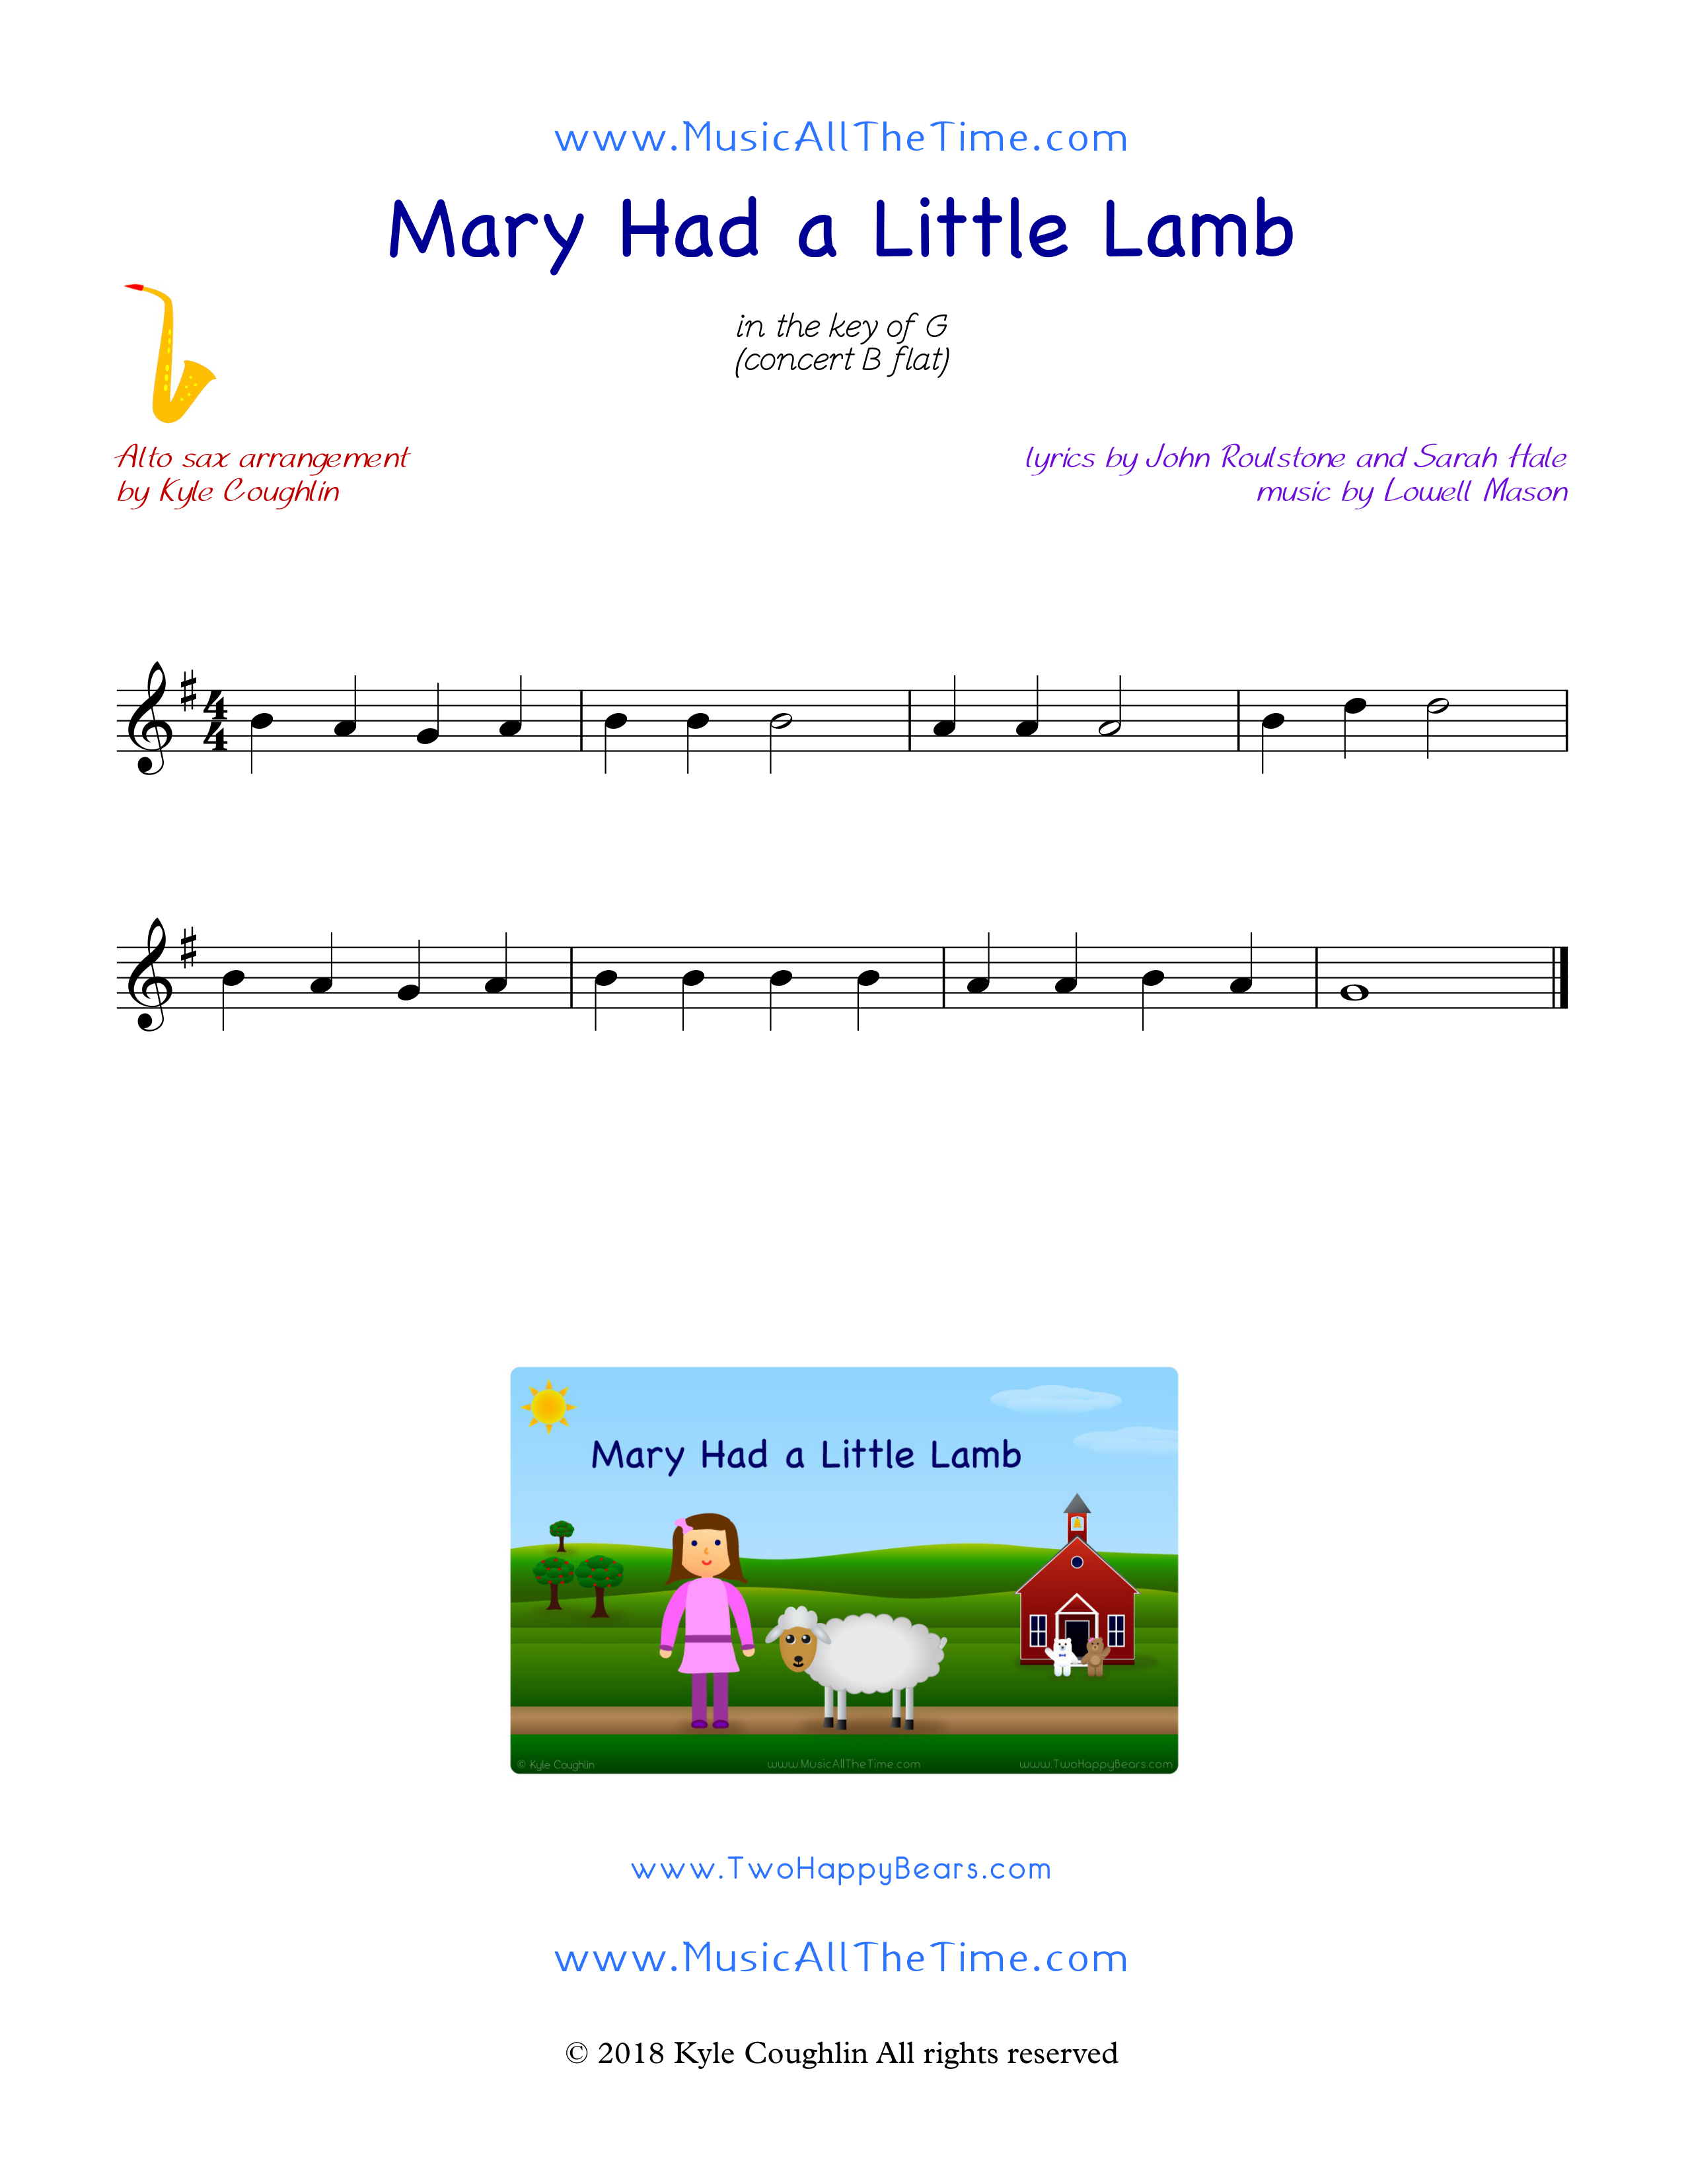 www.MusicAllTheTime.com
Mary Had a Little Lamb
in the key of G
(concert B flat)
Alto sax arrangement
by Kyle Coughlin
lyrics by John Roulstone and Sarah Hale
music by Lowell Mason
4
4
Mary Had a Little Lamb
© Kyle Coughlin
www.MusicAllTheTime.com
www.TwoHappyBears.com
www.TwoHappyBears.com
www.MusicAllTheTime.com
© 2018 Kyle Coughlin All rights reserved